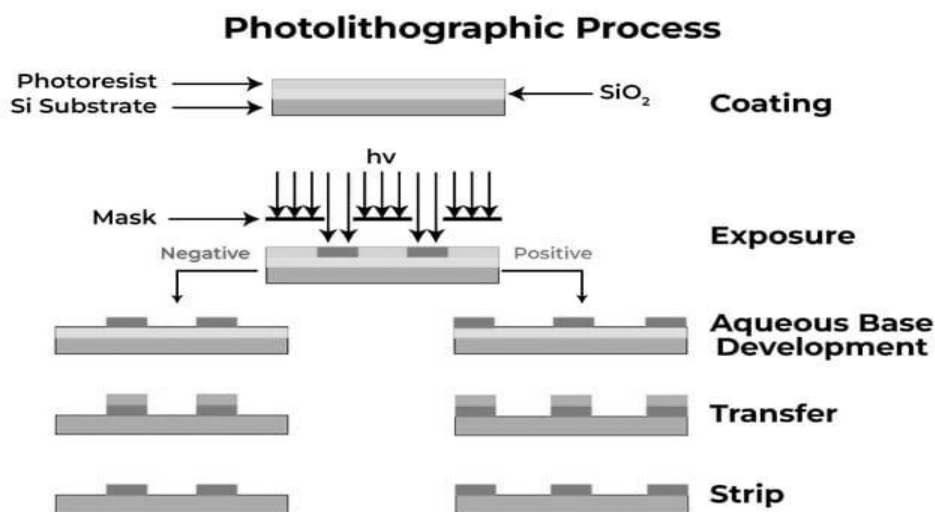 Photolithographic Process
Photoresist
Si Substrate
SiO₂
Coating
hv
Mask
Exposure
Negative
Positive
Aqueous Base
Development
Transfer
Strip